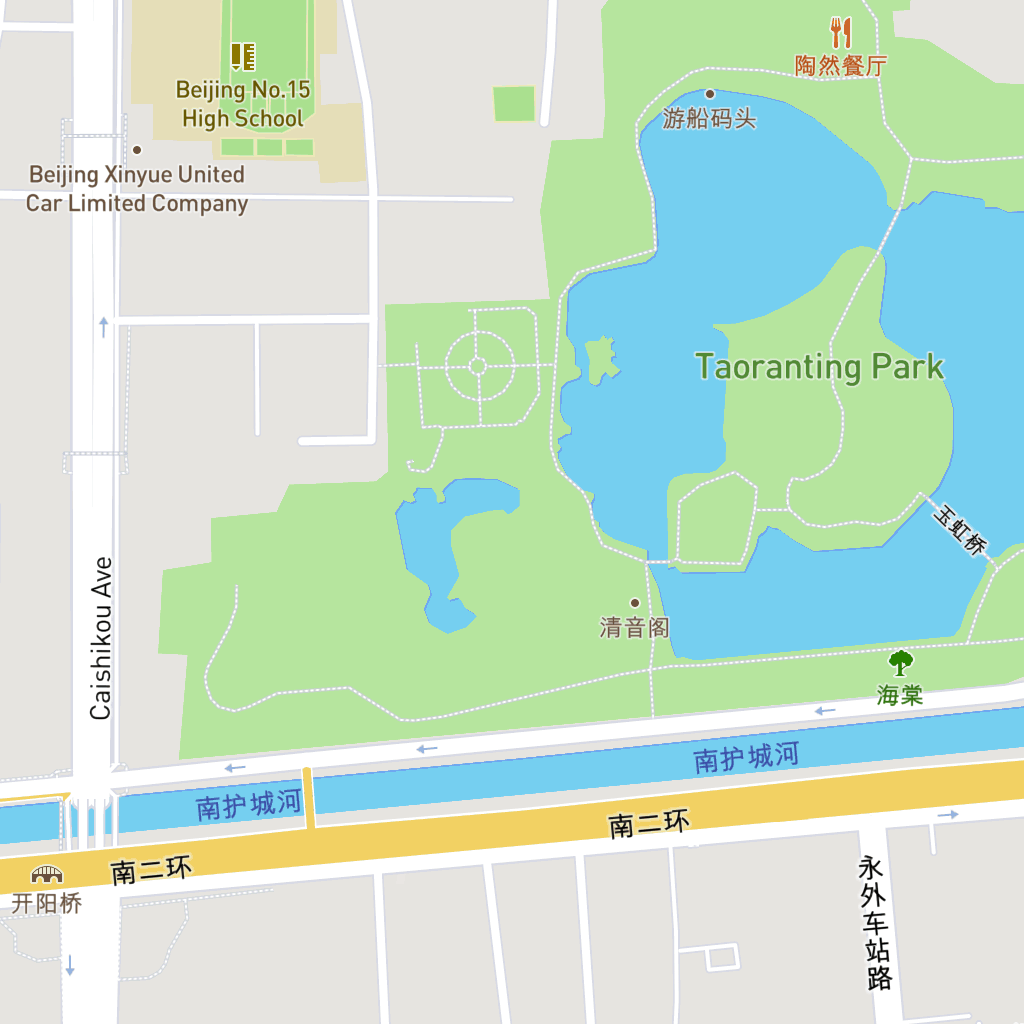 陶然餐厅
Beijing No.15
High School
游船码头
Beijing Xinyue United
Car Limited Company
Taoranting Park
玉虹桥
Caishikou Ave
清音阁
海棠
南护城河
南护城河
南二环
南二环
开阳桥
永外车站路